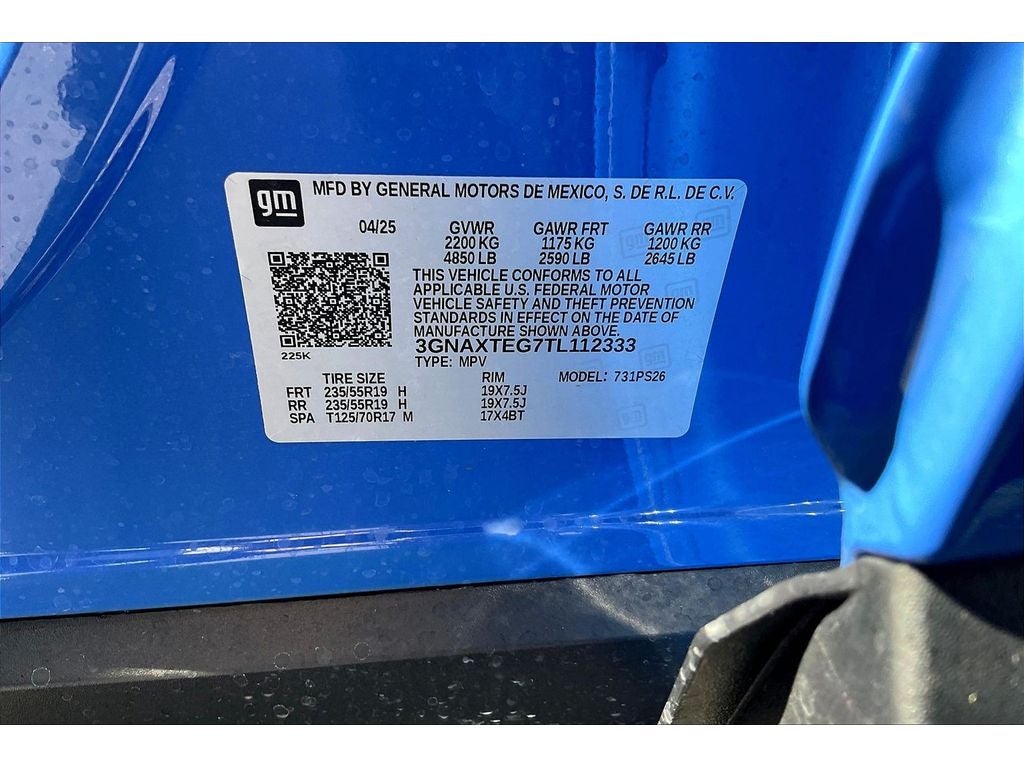 gm MFD BY GENERAL MOTORS DE MEXICO, S. DE R.L. DE C.V.
04/25 GVWR GAWR FRT GAWR RR
2200 KG 1175 KG 1200 KG
4850 LB 2590 LB 2645 LB
THIS VEHICLE CONFORMS TO ALL
APPLICABLE U.S. FEDERAL MOTOR
VEHICLE SAFETY AND THEFT PREVENTION
STANDARDS IN EFFECT ON THE DATE OF
MANUFACTURE SHOWN ABOVE.
3GNAXTEG7TL112333
225K TYPE: MPV
TIRE SIZE RIM MODEL: 731PS26
FRT 235/55R19 H 19X7.5J
RR 235/55R19 H 19X7.5J
SPA T125/70R17 M 17X4BT